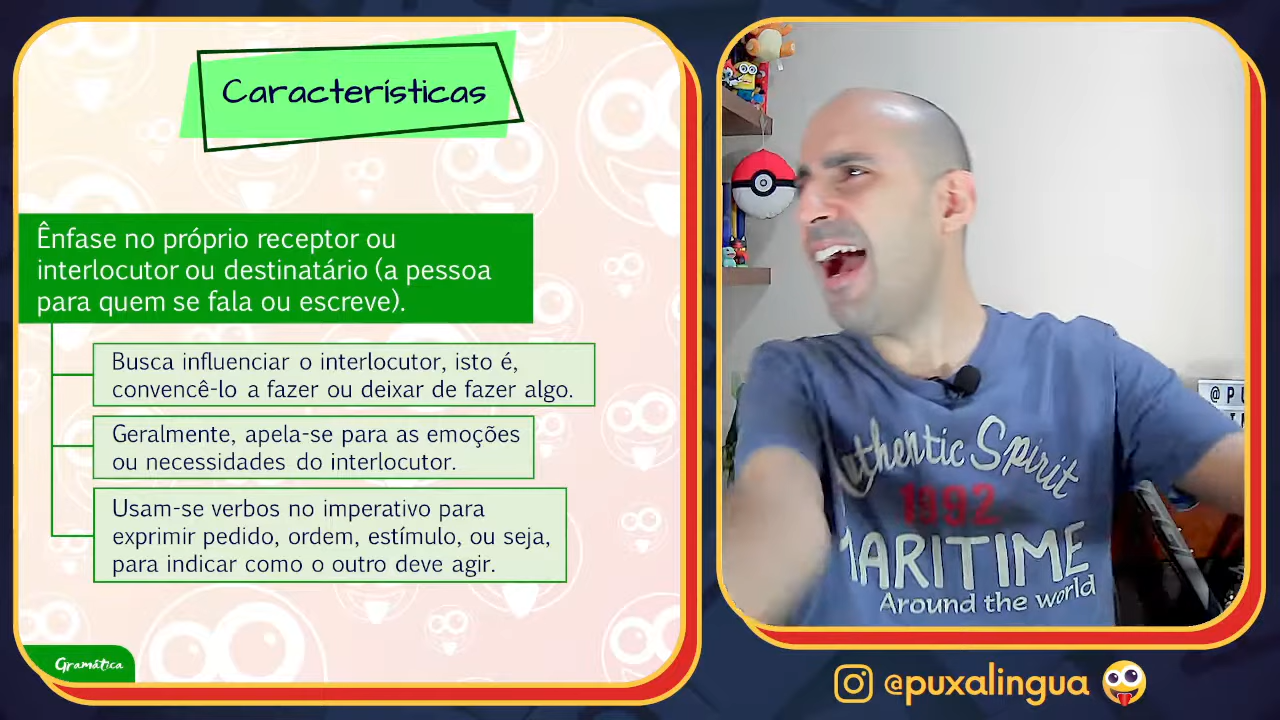 Características
Ênfase no próprio receptor ou
interlocutor ou destinatário (a pessoa
para quem se fala ou escreve).
Busca influenciar o interlocutor, isto é,
convencê-lo a fazer ou deixar de fazer algo.
Geralmente, apela-se para as emoções
ou necessidades do interlocutor.
Usam-se verbos no imperativo para
exprimir pedido, ordem, estímulo, ou seja,
para indicar como o outro deve agir.
Gramática
Authentic Spirit
1992
MARITIME
Around the world
@ P
@puxalingua